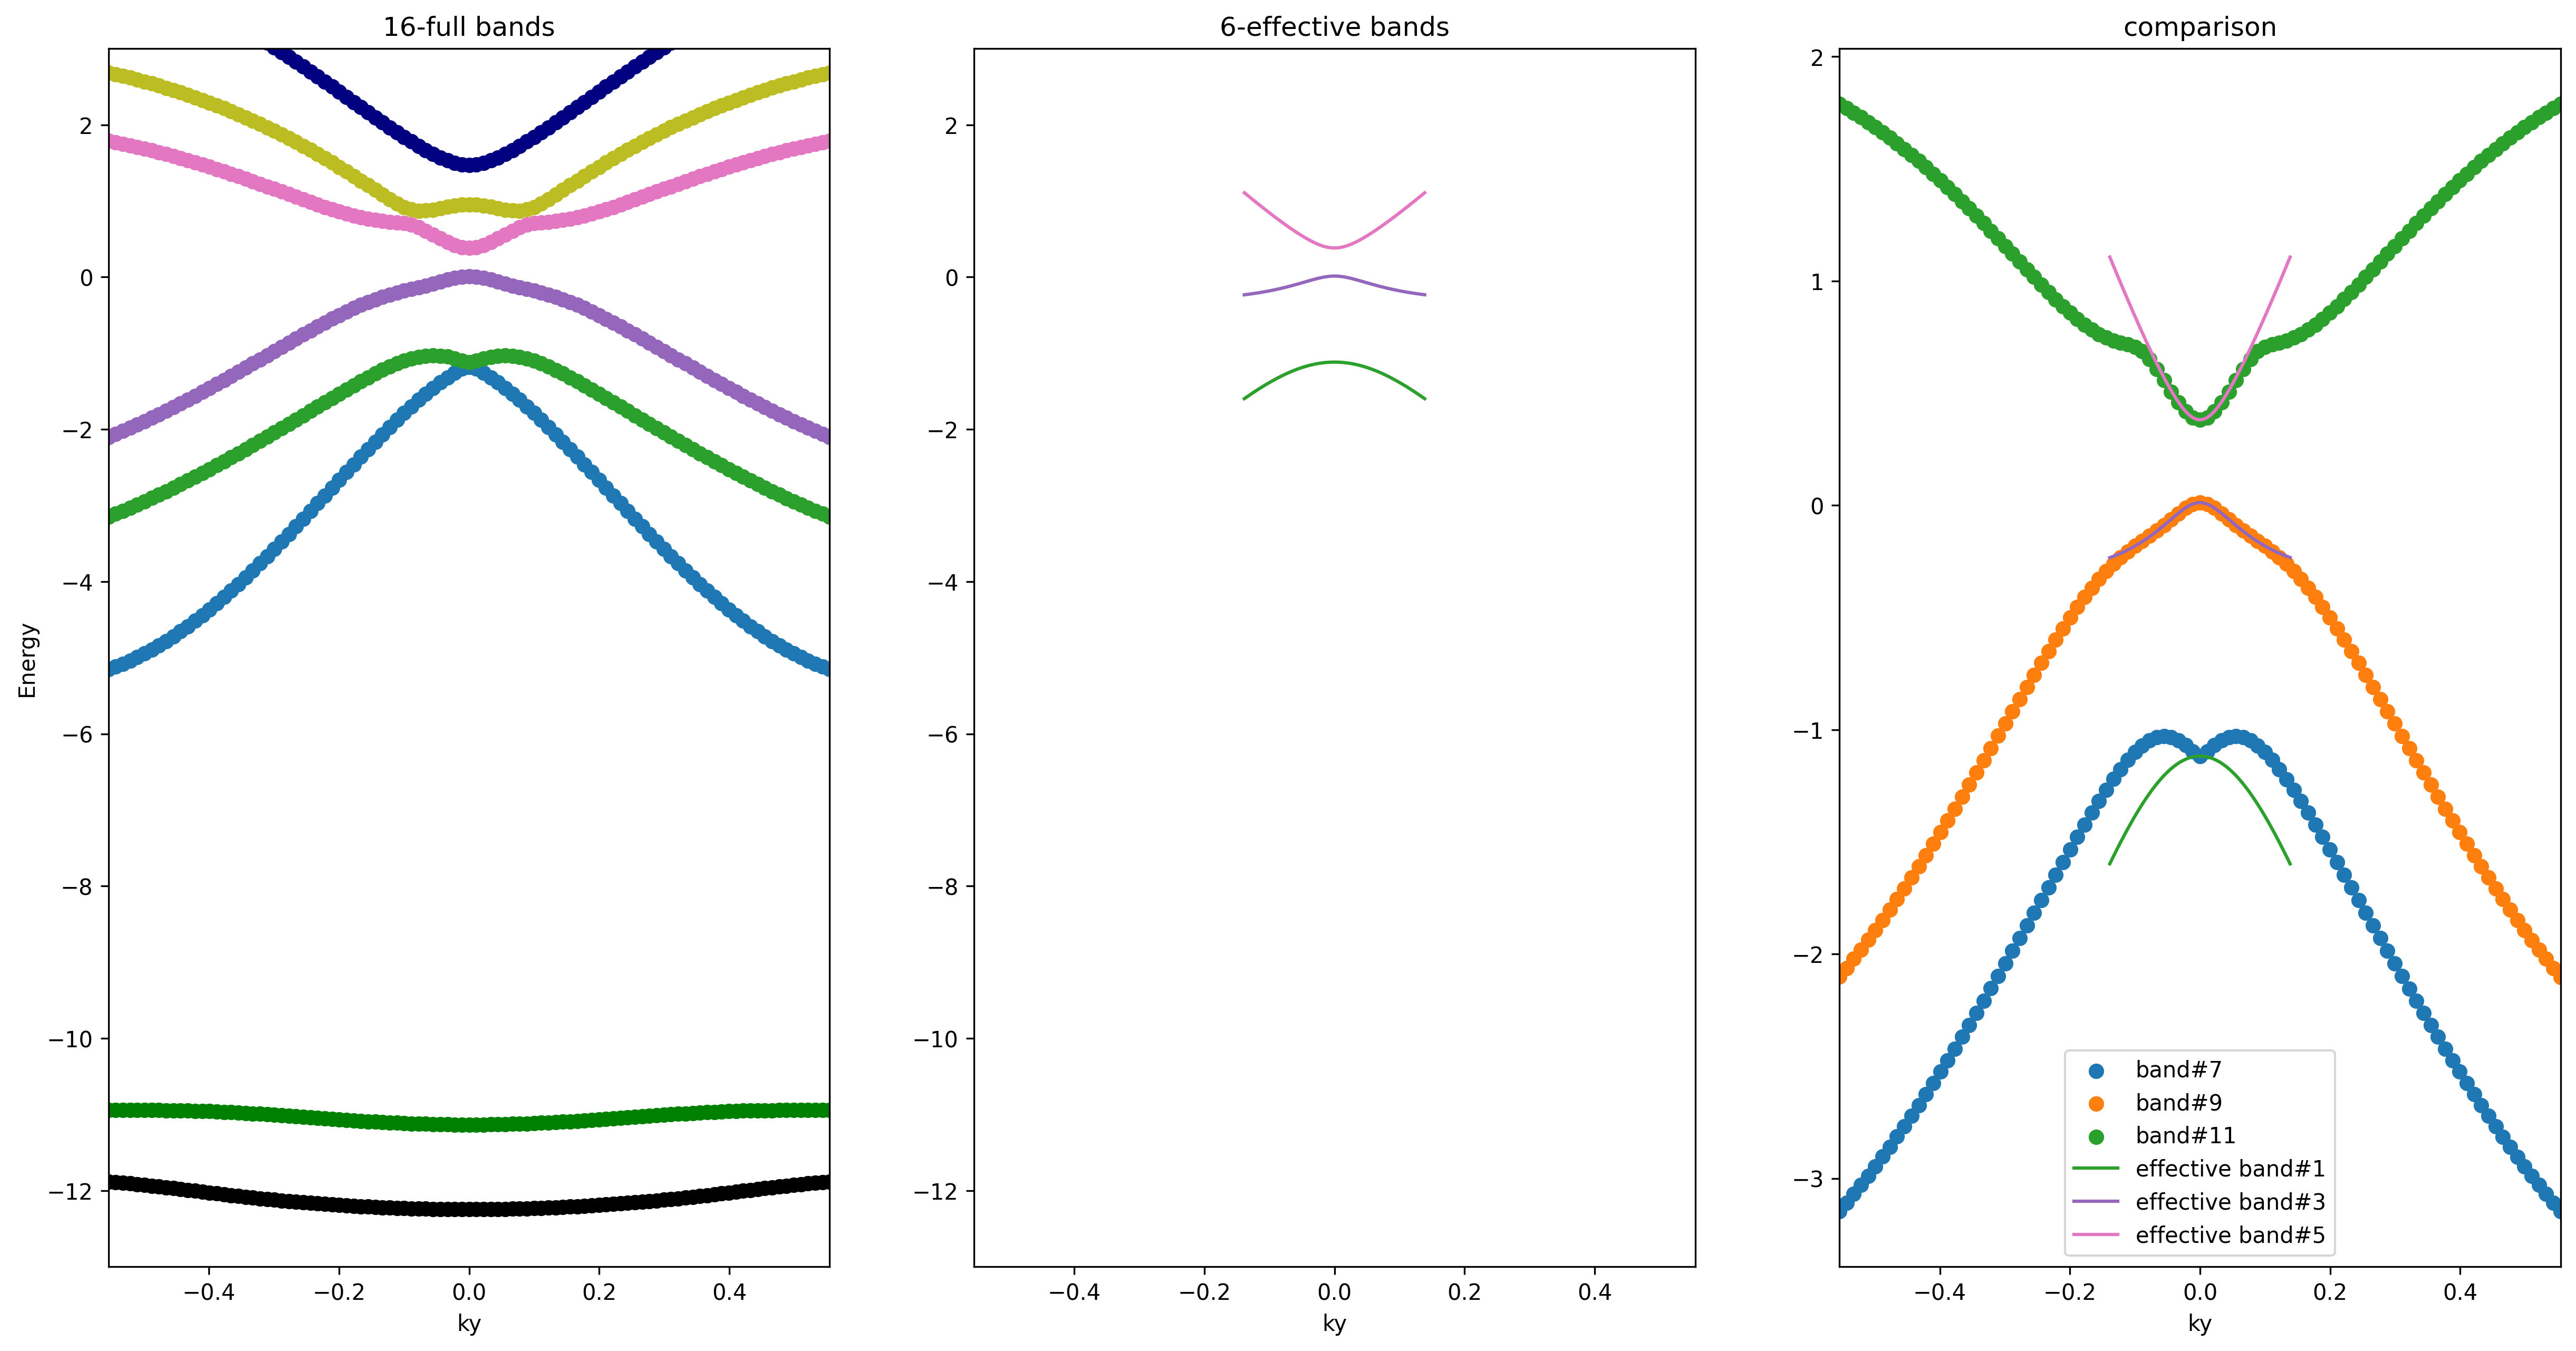 16-full bands
6-effective bands
comparison
Energy
2
0
−2
−4
−6
−8
−10
−12
−0.4 −0.2 0.0 0.2 0.4
ky
2
0
−2
−4
−6
−8
−10
−12
−0.4 −0.2 0.0 0.2 0.4
ky
2
1
0
−1
−2
−3
band#7
band#9
band#11
effective band#1
effective band#3
effective band#5
−0.4 −0.2 0.0 0.2 0.4
ky